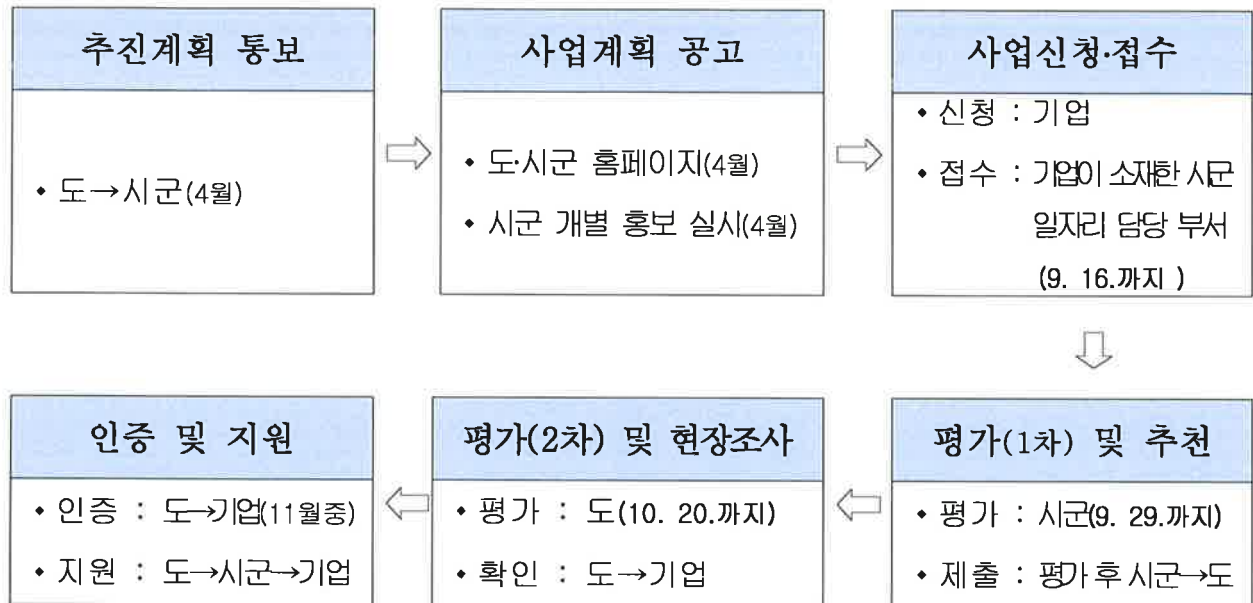 추진계획 통보
• 도→시군(4월)
사업계획 공고
• 도·시군 홈페이지(4월)
• 시군 개별 홍보 실시(4월)
사업신청·접수
• 신청 : 기업
• 접수 : 기업이 소재한 시군
일자리 담당 부서
(9. 16.까지 )
평가(1차) 및 추천
• 평가 : 시군(9. 29.까지)
• 제출 : 평가 후 시군→도
평가(2차) 및 현장조사
• 평가 : 도(10. 20.까지)
• 확인 : 도→기업
인증 및 지원
• 인증 : 도→기업(11월중)
• 지원 : 도→시군→기업